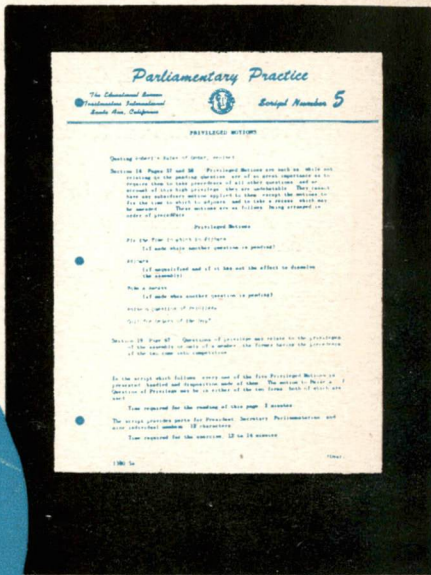 Parliamentary Practice
The Educational Bureau
Toastmasters International
Santa Ana, California
Script Number 5
PRIVILEGED MOTIONS
Quoting Robert's Rules of Order, revised
Section 14 Pages 57 and 58 Privileged Motions are such as while not
relating to the pending question are of so great importance as to
require them to take precedence of all other questions, and on
account of this high privilege they are undebatable They cannot
have any subsidiary motion applied to them except the motions to
fix the time to which to adjourn and to take a recess which may
be amended These motions are as follows being arranged in
order of precedence
Privileged Motions
Fix the Time to which to Adjourn
(if made while another question is pending)
Adjourn
(if unqualified and if it has not the effect to dissolve
the assembly)
Take a recess
(if made when another question is pending)
Raise a question of Privilege
Call for Orders of the Day
Section 19 Page 67 Questions of privilege may relate to the privileges
of the assembly or only of a member the former having the precedence
of the two come into competition
In the script which follows every one of the five Privileged Motions is
presented handled and disposition made of them The motion to Raise a
Question of Privilege may be in either of the two forms both of which are
used
Time required for the reading of this page 2 minutes
The script provides parts for President Secretary Parliamentarian and
nine individual members 12 characters
Time required for the exercise 12 to 14 minutes